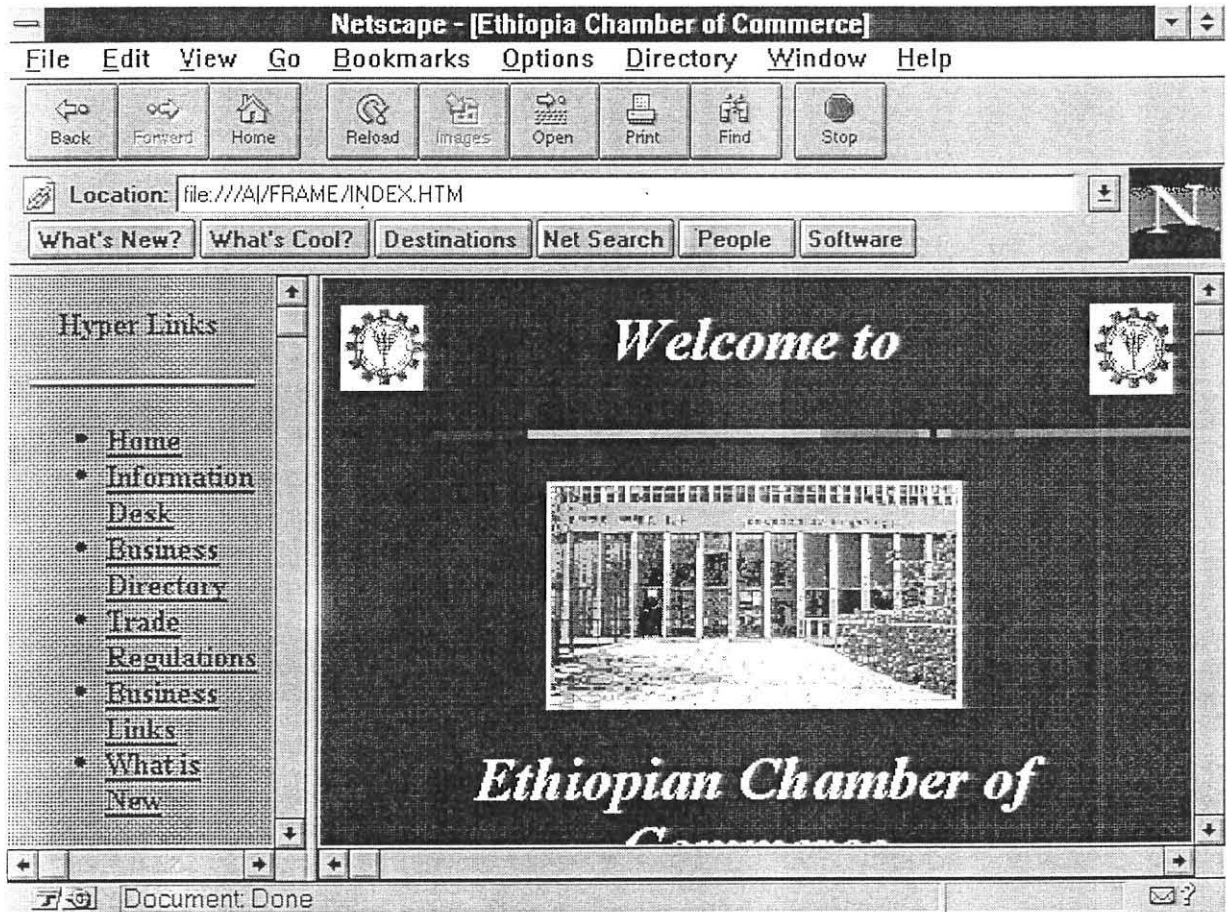 Netscape - [Ethiopia Chamber of Commerce]
File Edit View Go Bookmarks Options Directory Window Help
Back Forward Home Reload Images Open Print Find Stop
Location: file:///A|/FRAME/INDEX.HTM
What's New? What's Cool? Destinations Net Search People Software
N
Hyper Links
Home
Information
Desk
Business
Directory
Trade
Regulations
Business
Links
What is
New
Welcome to
Ethiopian Chamber of
Commerce
Document: Done
?